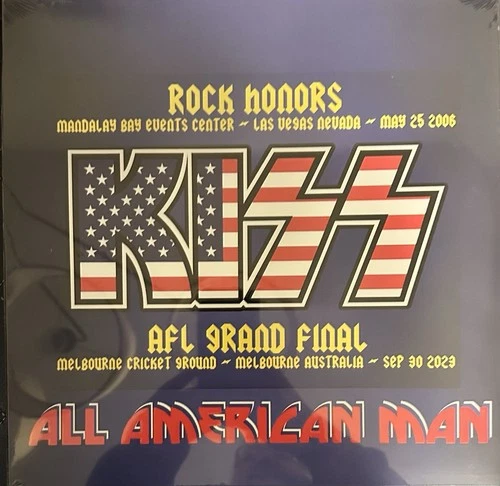 ROCK HONORS
MANDALAY BAY EVENTS CENTER ~ LAS VEGAS NEVADA ~ MAY 25 2006
KISS
AFL GRAND FINAL
MELBOURNE CRICKET GROUND ~ MELBOURNE AUSTRALIA ~ SEP 30 2023
ALL AMERICAN MAN